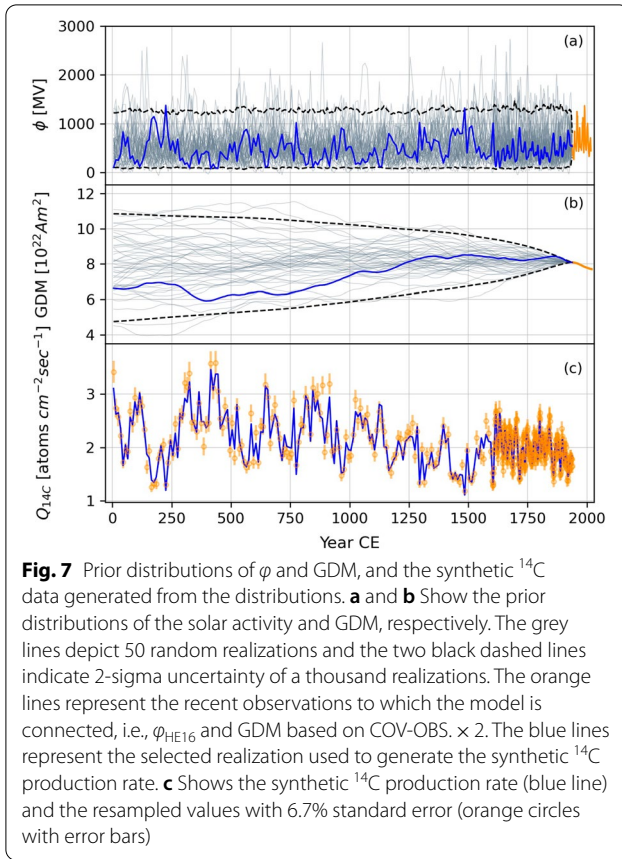 (a)
3000
2000
1000
0
ϕ [MV]
(b)
12
10
8
6
4
GDM [10²²Am²]
(c)
3
2
1
Q₁₄C [atoms cm⁻²sec⁻¹]
0 250 500 750 1000 1250 1500 1750 2000
Year CE
Fig. 7 Prior distributions of φ and GDM, and the synthetic ¹⁴C
data generated from the distributions. a and b Show the prior
distributions of the solar activity and GDM, respectively. The grey
lines depict 50 random realizations and the two black dashed lines
indicate 2-sigma uncertainty of a thousand realizations. The orange
lines represent the recent observations to which the model is
connected, i.e., φHE16 and GDM based on COV-OBS. × 2. The blue lines
represent the selected realization used to generate the synthetic ¹⁴C
production rate. c Shows the synthetic ¹⁴C production rate (blue line)
and the resampled values with 6.7% standard error (orange circles
with error bars)